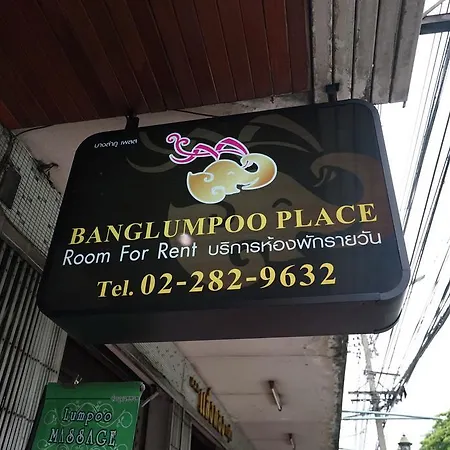 บางลำภู เพลส
BANGLUMPOO PLACE
Room For Rent บริการห้องพักรายวัน
Tel. 02-282-9632
Lumpoo
MASSAGE